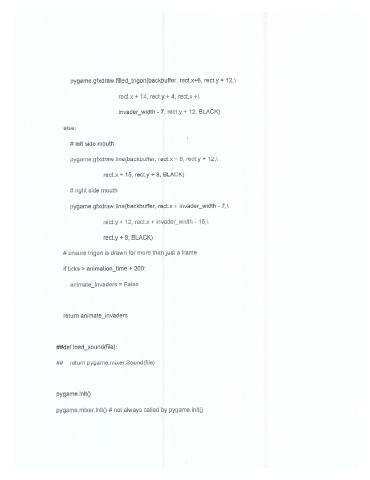 pygame.gfxdraw.filled_trigon(backbuffer, rect.x+6, rect.y + 12,\
rect.x + 14, rect.y + 4, rect.x +\
invader_width - 7, rect.y + 12, BLACK)
else:
# left side mouth
pygame.gfxdraw.line(backbuffer, rect.x + 6, rect.y + 12,\
rect.x + 15, rect.y + 8, BLACK)
# right side mouth
pygame.gfxdraw.line(backbuffer, rect.x + invader_width - 7,\
rect.y + 12, rect.x + invader_width - 15,\
rect.y + 8, BLACK)
# ensure trigon is drawn for more than just a frame
if ticks > animation_time + 200:
animate_invaders = False
return animate_invaders
##def load_sound(file):
## return pygame.mixer.Sound(file)
pygame.init()
pygame.mixer.init() # not always called by pygame.init()